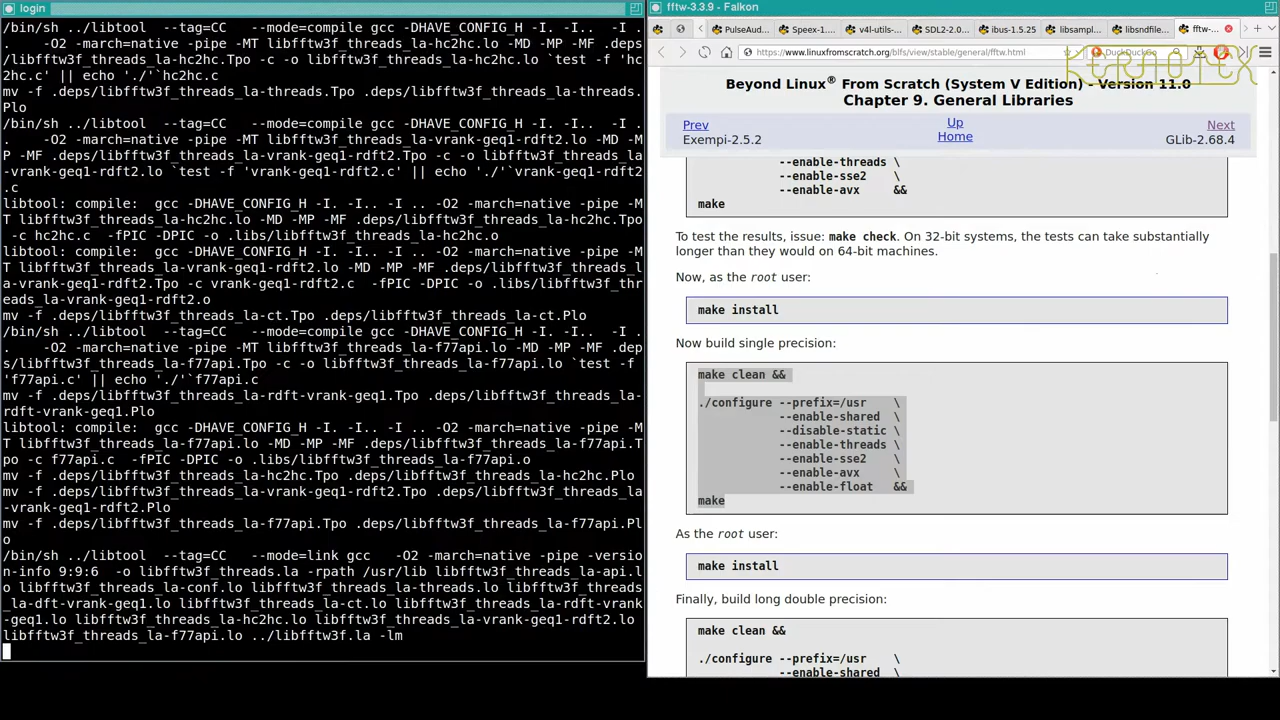 login
/bin/sh ../libtool  --tag=CC   --mode=compile gcc -DHAVE_CONFIG_H -I. -I..  -I .
.   -O2 -march=native -pipe -MT libfftw3f_threads_la-hc2hc.lo -MD -MP -MF .deps/
libfftw3f_threads_la-hc2hc.Tpo -c -o libfftw3f_threads_la-hc2hc.lo `test -f 'hc
2hc.c' || echo './'`hc2hc.c
mv -f .deps/libfftw3f_threads_la-threads.Tpo .deps/libfftw3f_threads_la-threads.
Plo
/bin/sh ../libtool  --tag=CC   --mode=compile gcc -DHAVE_CONFIG_H -I. -I..  -I .
.   -O2 -march=native -pipe -MT libfftw3f_threads_la-vrank-geq1-rdft2.lo -MD -M
P -MF .deps/libfftw3f_threads_la-vrank-geq1-rdft2.Tpo -c -o libfftw3f_threads_la
-vrank-geq1-rdft2.lo `test -f 'vrank-geq1-rdft2.c' || echo './'`vrank-geq1-rdft2
.c
libtool: compile:  gcc -DHAVE_CONFIG_H -I. -I.. -I .. -O2 -march=native -pipe -M
T libfftw3f_threads_la-hc2hc.lo -MD -MP -MF .deps/libfftw3f_threads_la-hc2hc.Tpo
 -c hc2hc.c  -fPIC -DPIC -o .libs/libfftw3f_threads_la-hc2hc.o
libtool: compile:  gcc -DHAVE_CONFIG_H -I. -I.. -I .. -O2 -march=native -pipe -M
T libfftw3f_threads_la-vrank-geq1-rdft2.lo -MD -MP -MF .deps/libfftw3f_threads_l
a-vrank-geq1-rdft2.Tpo -c vrank-geq1-rdft2.c  -fPIC -DPIC -o .libs/libfftw3f_thr
eads_la-vrank-geq1-rdft2.o
mv -f .deps/libfftw3f_threads_la-ct.Tpo .deps/libfftw3f_threads_la-ct.Plo
/bin/sh ../libtool  --tag=CC   --mode=compile gcc -DHAVE_CONFIG_H -I. -I..  -I .
.   -O2 -march=native -pipe -MT libfftw3f_threads_la-f77api.lo -MD -MP -MF .dep
s/libfftw3f_threads_la-f77api.Tpo -c -o libfftw3f_threads_la-f77api.lo `test -f
'f77api.c' || echo './'`f77api.c
mv -f .deps/libfftw3f_threads_la-rdft-vrank-geq1.Tpo .deps/libfftw3f_threads_la-
rdft-vrank-geq1.Plo
libtool: compile:  gcc -DHAVE_CONFIG_H -I. -I.. -I .. -O2 -march=native -pipe -M
T libfftw3f_threads_la-f77api.lo -MD -MP -MF .deps/libfftw3f_threads_la-f77api.T
po -c f77api.c  -fPIC -DPIC -o .libs/libfftw3f_threads_la-f77api.o
mv -f .deps/libfftw3f_threads_la-hc2hc.Tpo .deps/libfftw3f_threads_la-hc2hc.Plo
mv -f .deps/libfftw3f_threads_la-vrank-geq1-rdft2.Tpo .deps/libfftw3f_threads_la
-vrank-geq1-rdft2.Plo
mv -f .deps/libfftw3f_threads_la-f77api.Tpo .deps/libfftw3f_threads_la-f77api.Pl
o
/bin/sh ../libtool  --tag=CC   --mode=link gcc   -O2 -march=native -pipe -versio
n-info 9:9:6  -o libfftw3f_threads.la -rpath /usr/lib libfftw3f_threads_la-api.l
o libfftw3f_threads_la-conf.lo libfftw3f_threads_la-threads.lo libfftw3f_threads
_la-dft-vrank-geq1.lo libfftw3f_threads_la-ct.lo libfftw3f_threads_la-rdft-vrank
-geq1.lo libfftw3f_threads_la-hc2hc.lo libfftw3f_threads_la-vrank-geq1-rdft2.lo
libfftw3f_threads_la-f77api.lo ../libfftw3f.la -lm
fftw-3.3.9 - Falkon
PulseAud... Speex-1.... v4l-utils-... SDL2-2.0... ibus-1.5.25 libsampl... libsndfile... fftw-...
https://www.linuxfromscratch.org/blfs/view/stable/general/fftw.html DuckDuckGo
KERNOTEX
Beyond Linux® From Scratch (System V Edition) - Version 11.0
Chapter 9. General Libraries
Prev Up Next
Exempi-2.5.2 Home GLib-2.68.4
--enable-threads \
--enable-sse2    \
--enable-avx     &&
make
To test the results, issue: make check. On 32-bit systems, the tests can take substantially
longer than they would on 64-bit machines.
Now, as the root user:
make install
Now build single precision:
make clean &&
./configure --prefix=/usr    \
--enable-shared  \
--disable-static \
--enable-threads \
--enable-sse2    \
--enable-avx     \
--enable-float   &&
make
As the root user:
make install
Finally, build long double precision:
make clean &&
./configure --prefix=/usr    \
--enable-shared  \